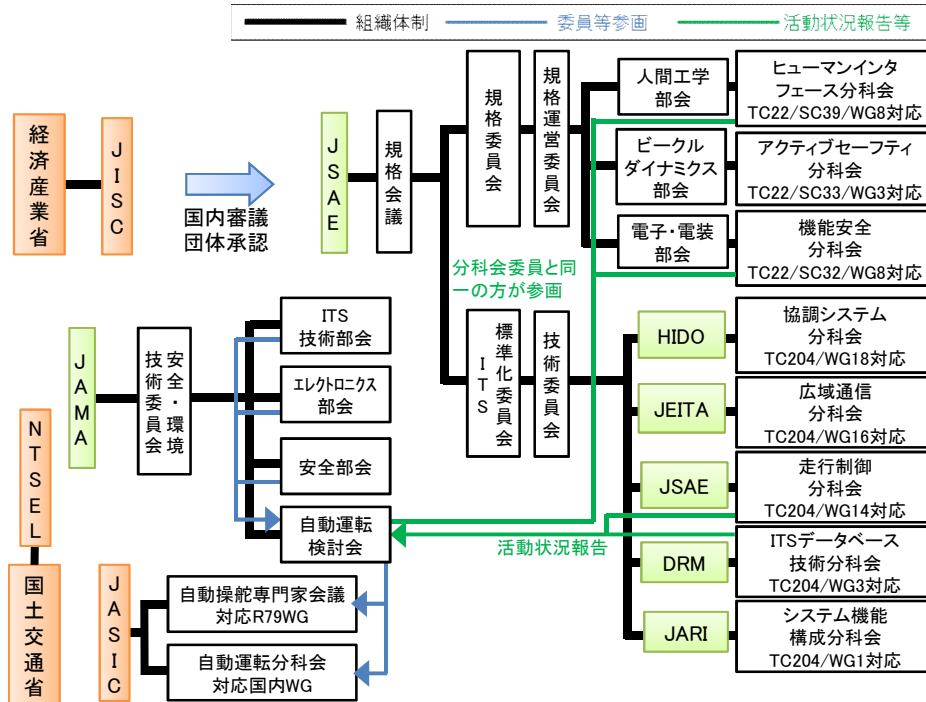 組織体制
委員等参画
活動状況報告等
経済産業省
JISC
国内審議
団体承認
JSAE
規格会議
規格委員会
規格運営委員会
人間工学
部会
ビークル
ダイナミクス
部会
電子・電装
部会
ヒューマンインタ
フェース分科会
TC22/SC39/WG8対応
アクティブセーフティ
分科会
TC22/SC33/WG3対応
機能安全
分科会
TC22/SC32/WG8対応
分科会委員と同
一の方が参画
ITS
標準化委員会
技術委員会
HIDO
JEITA
JSAE
DRM
JARI
協調システム
分科会
TC204/WG18対応
広域通信
分科会
TC204/WG16対応
走行制御
分科会
TC204/WG14対応
ITSデータベース
技術分科会
TC204/WG3対応
システム機能
構成分科会
TC204/WG1対応
JAMA
安全・環境
技術委員会
ITS
技術部会
エレクトロニクス
部会
安全部会
自動運転
検討会
活動状況報告
NTSEL
国土交通省
JASIC
自動操舵専門家会議
対応R79WG
自動運転分科会
対応国内WG